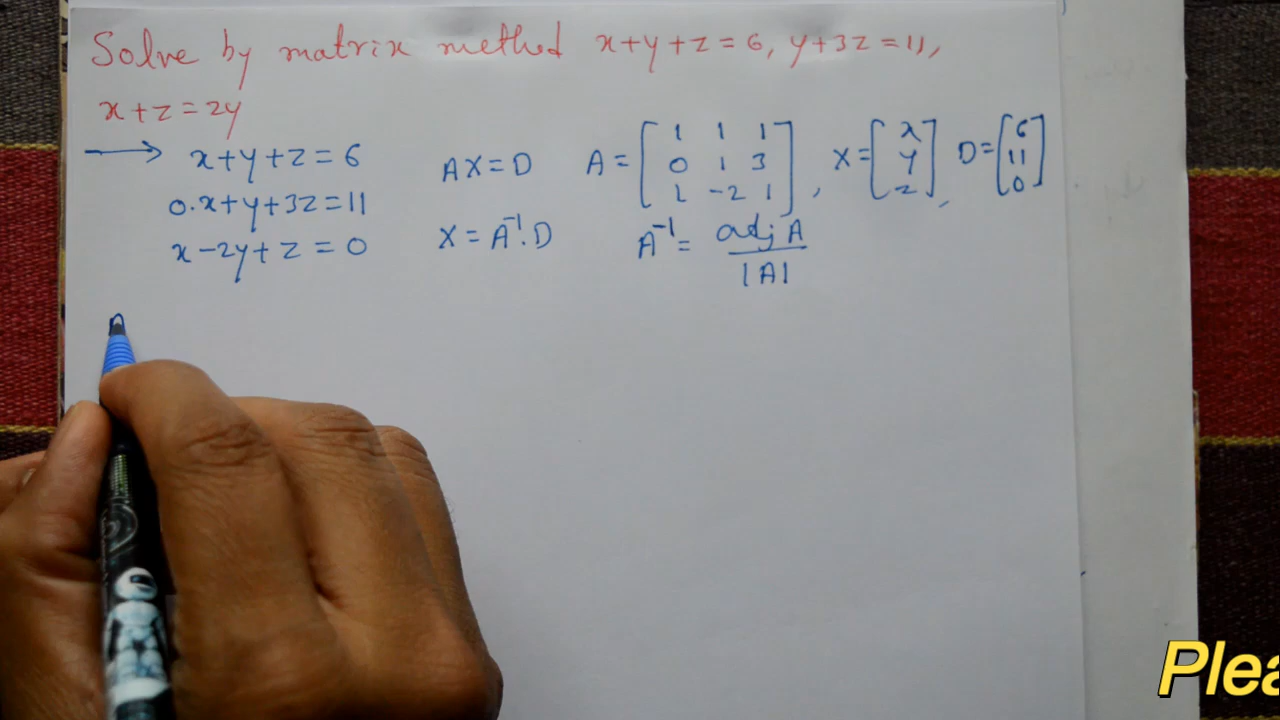 Solve by matrix method x+y+z=6, y+3z=11,
x+z=2y
→ x+y+z=6
0.x+y+3z=11
x-2y+z=0
AX=D
X=A⁻¹.D
A=[1 1 1
0 1 3
1 -2 1],
X=[x
y
z],
D=[6
11
0]
A⁻¹= adj A
|A|
Plea